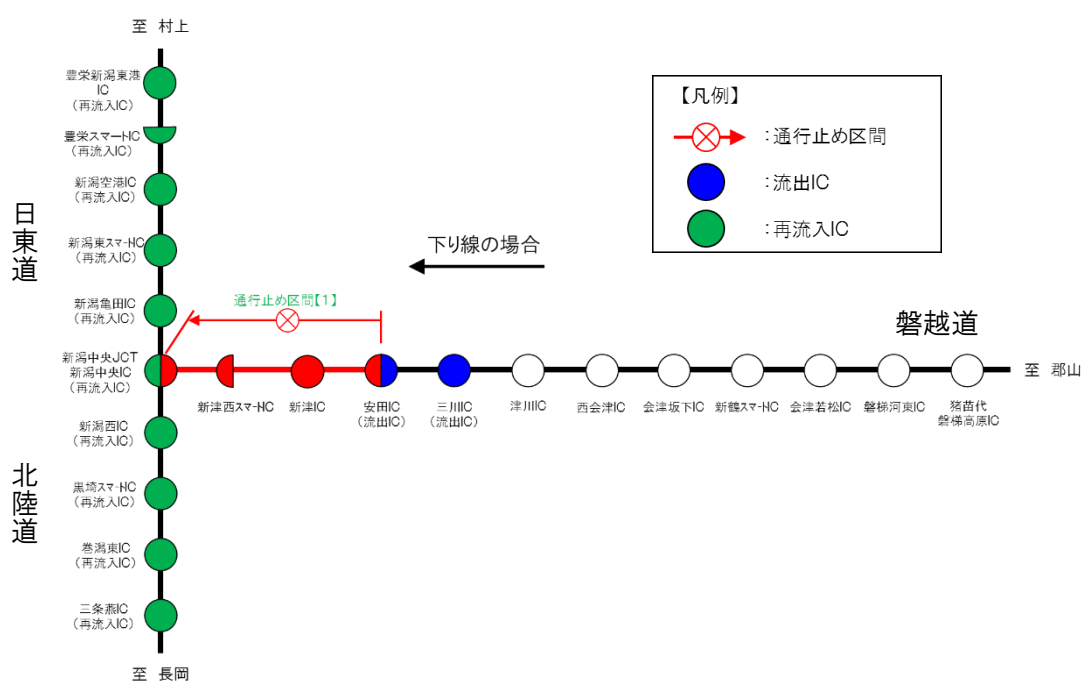 至 村上
豊栄新潟東港
IC
(再流入IC)
豊栄スマートIC
(再流入IC)
新潟空港IC
(再流入IC)
新潟東スマートIC
(再流入IC)
新潟亀田IC
(再流入IC)
新潟中央JCT
新潟中央IC
(再流入IC)
新潟西IC
(再流入IC)
黒埼スマートIC
(再流入IC)
巻潟東IC
(再流入IC)
三条燕IC
(再流入IC)
至 長岡
日東道
北陸道
【凡例】
:通行止め区間
:流出IC
:再流入IC
下り線の場合
通行止め区間【1】
磐越道
至 郡山
新津西スマートIC
新津IC
安田IC
(流出IC)
三川IC
(流出IC)
津川IC
西会津IC
会津坂下IC
新鶴スマートIC
会津若松IC
磐梯河東IC
猪苗代
磐梯高原IC